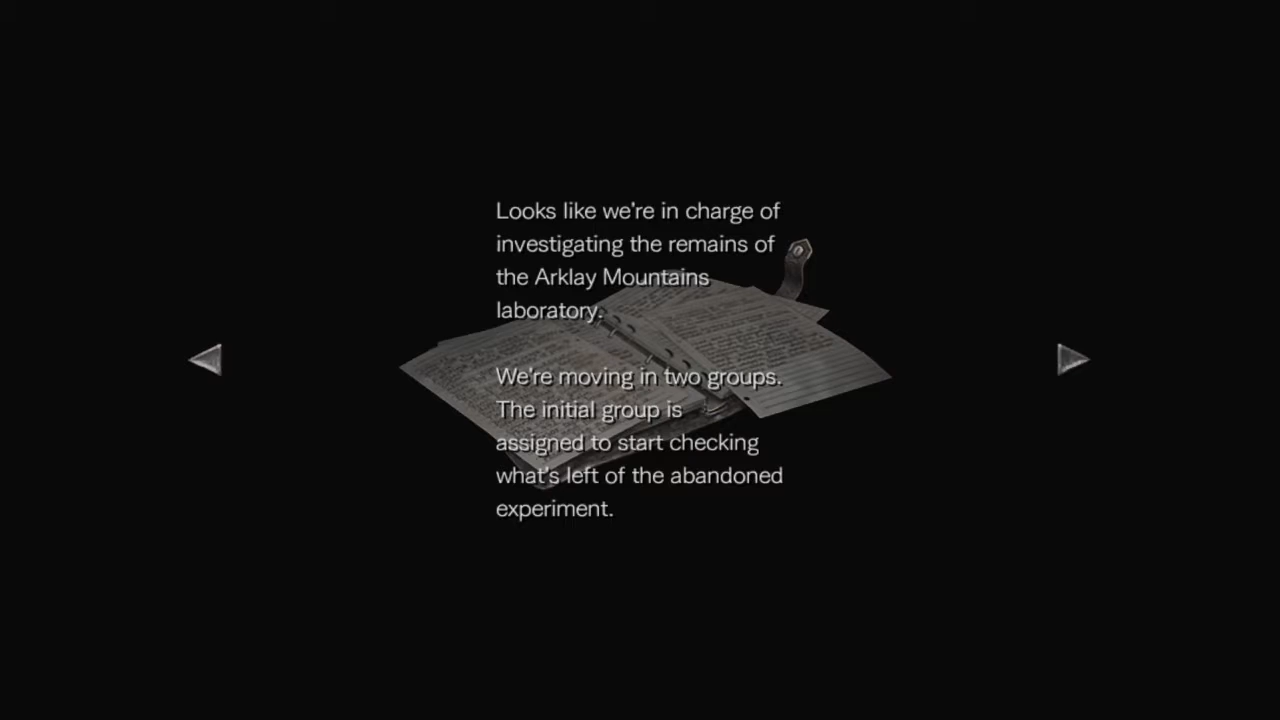 Looks like we're in charge of
investigating the remains of
the Arklay Mountains
laboratory.
We're moving in two groups.
The initial group is
assigned to start checking
what's left of the abandoned
experiment.